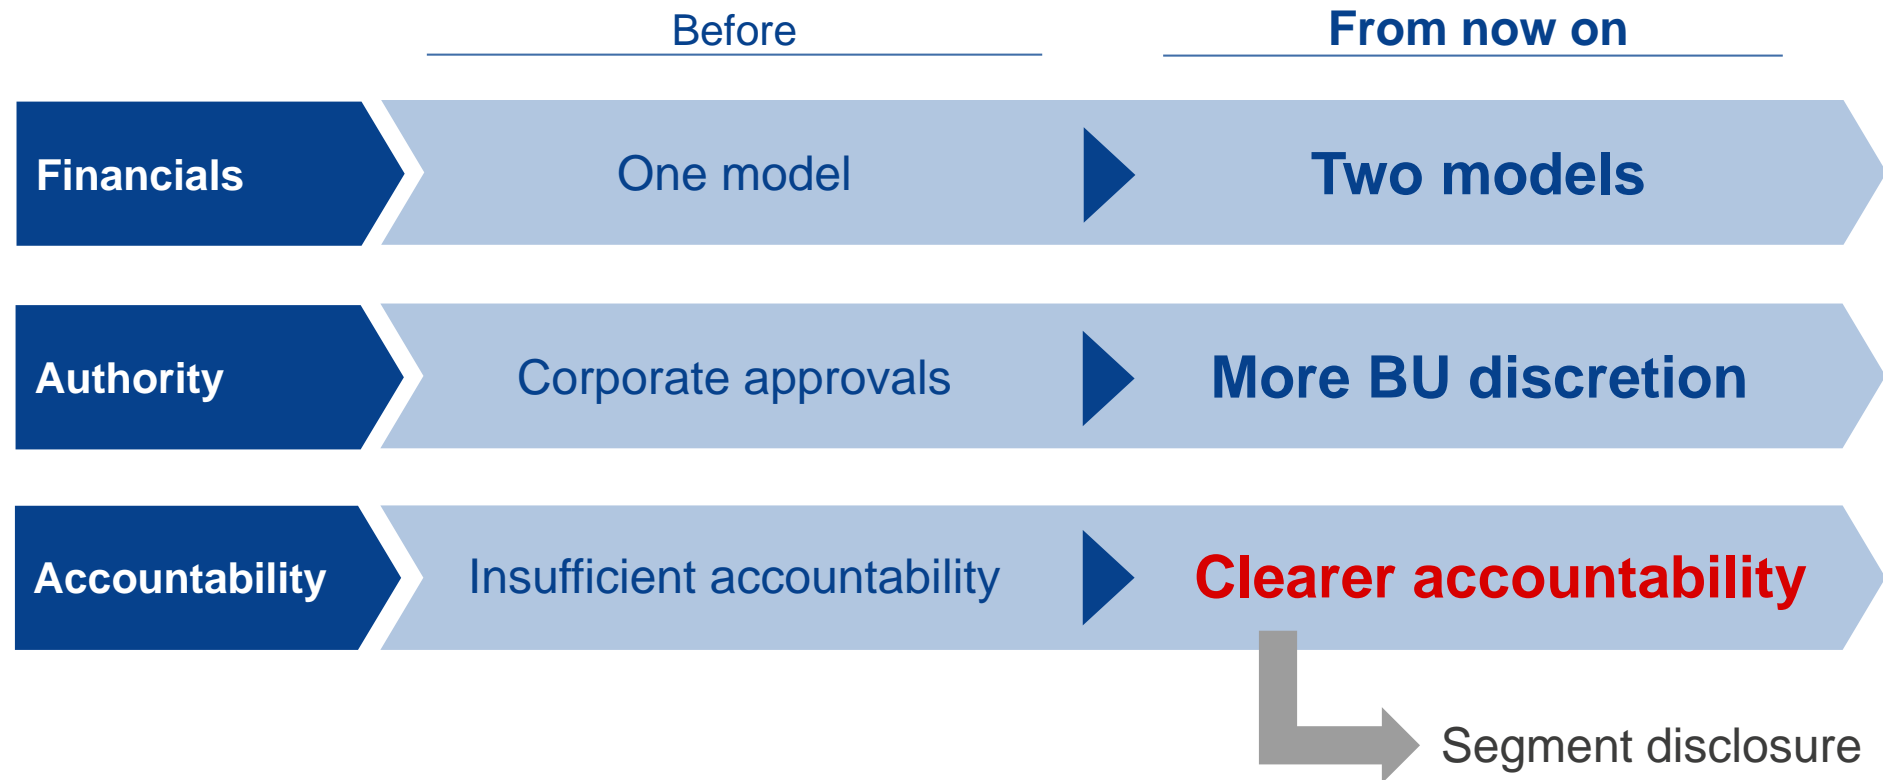 Before
From now on
Financials
One model
Two models
Authority
Corporate approvals
More BU discretion
Accountability
Insufficient accountability
Clearer accountability
Segment disclosure